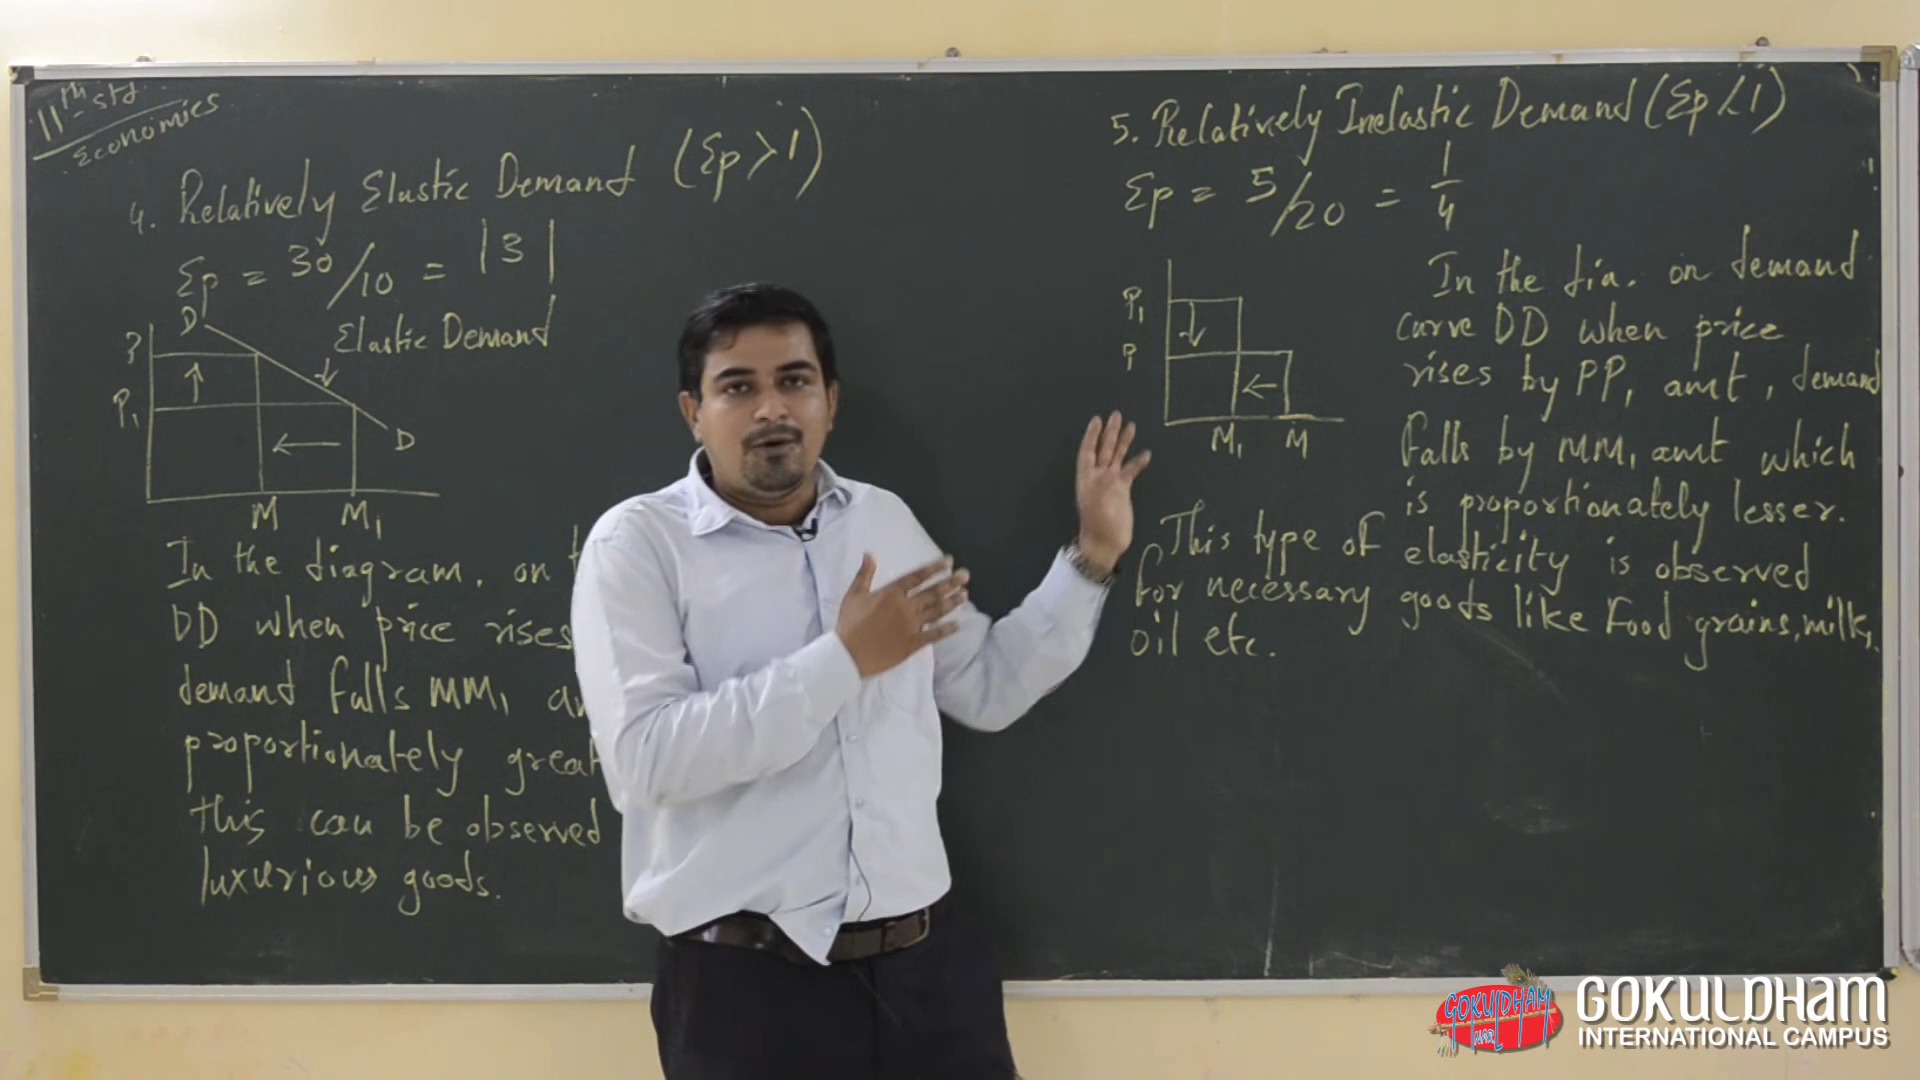 11th std
Economics
4. Relatively Elastic Demand (Ep > 1)
Ep = 30/10 = |3|
D
Elastic Demand
P
P1
D
M M1
In the diagram. on
DD when price rises
demand falls MM1
proportionately
this can be observed
luxurious goods.
5. Relatively Inelastic Demand (Ep < 1)
Ep = 5/20 = 1/4
P1
P
M1 M
In the dia. on demand
curve DD when price
rises by PP1 amt, demand
falls by MM1 amt which
is proportionately lesser.
This type of elasticity is observed
for necessary goods like Food grains, milk,
oil etc.
GOKULDHAM
NAR
GOKULDHAM
INTERNATIONAL CAMPUS